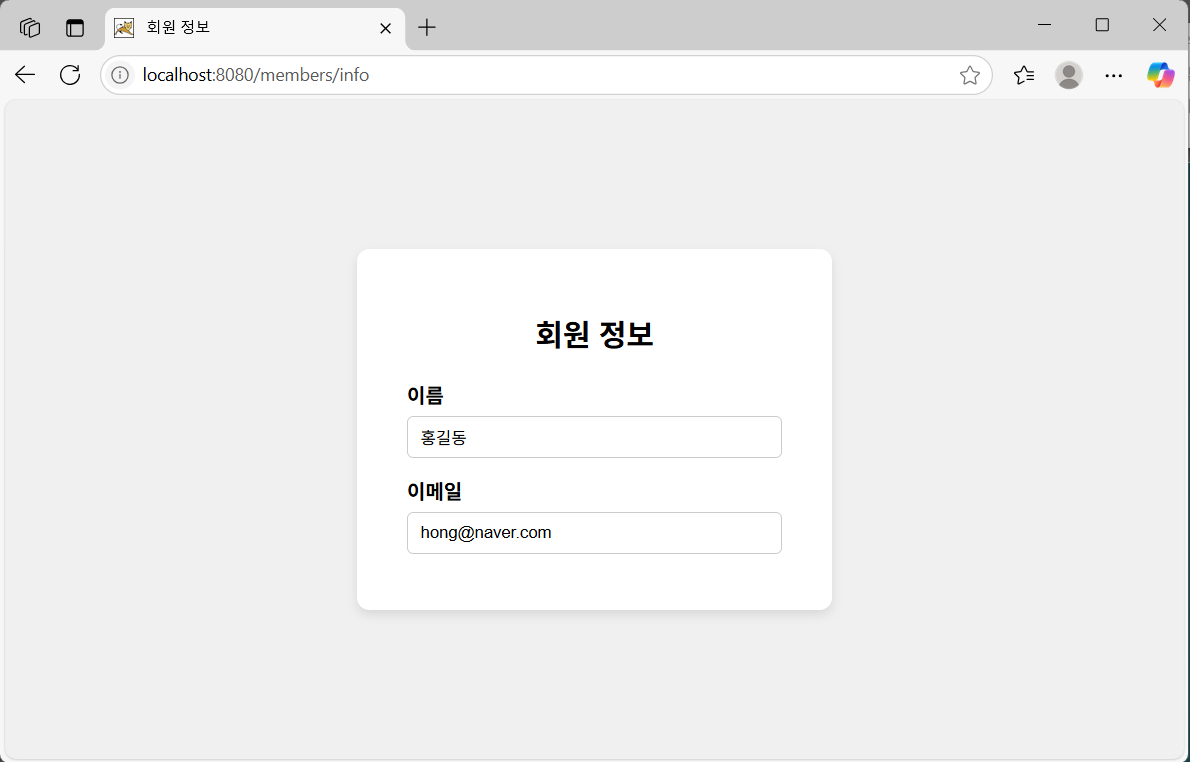 회원 정보
localhost:8080/members/info
회원 정보
이름
홍길동
이메일
hong@naver.com